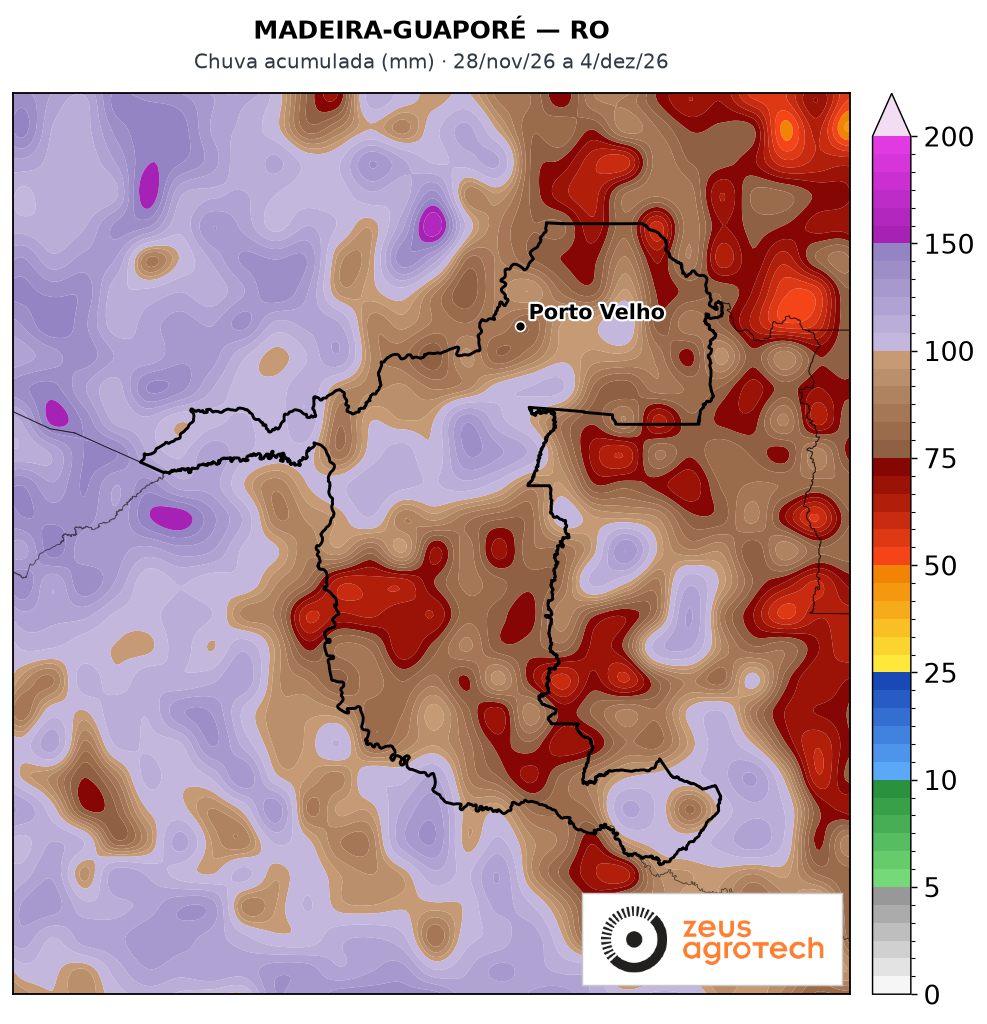 MADEIRA-GUAPORÉ — RO
Chuva acumulada (mm) · 28/nov/26 a 4/dez/26
Porto Velho
200
150
100
75
50
25
10
5
0
zeus
agrotech